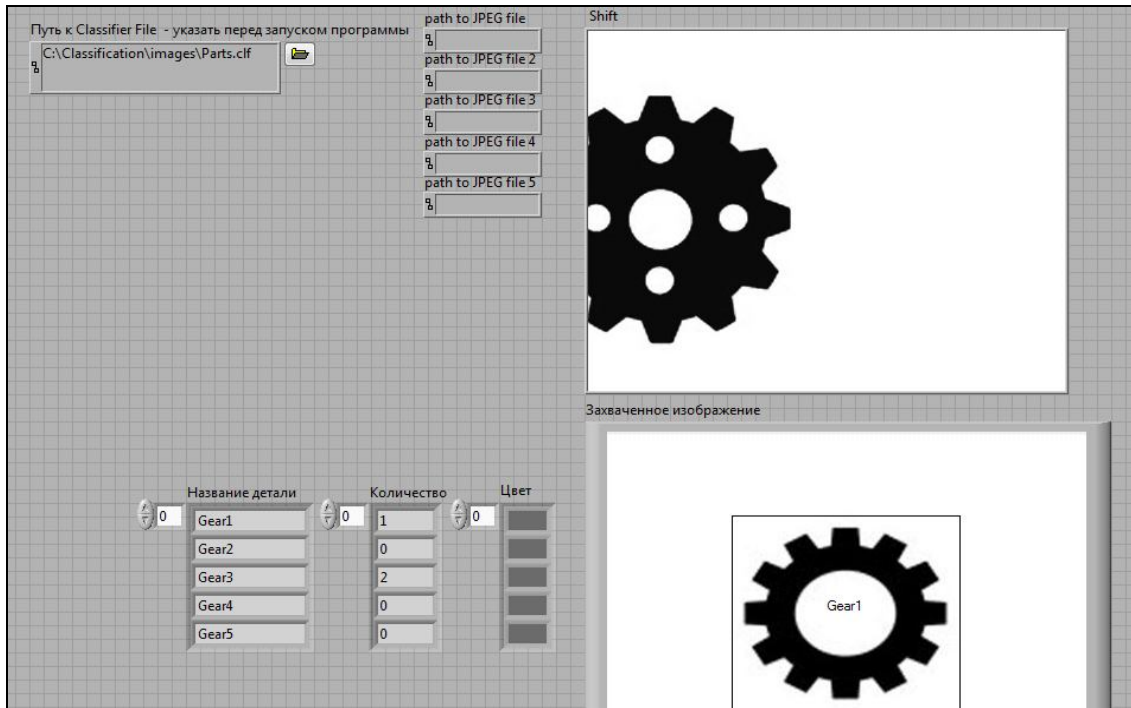 Путь к Classifier File - указать перед запуском программы
C:\Classification\images\Parts.clf
path to JPEG file
path to JPEG file 2
path to JPEG file 3
path to JPEG file 4
path to JPEG file 5
Shift
Захваченное изображение
Название детали
0
Gear1
Gear2
Gear3
Gear4
Gear5
Количество
0
1
0
2
0
0
Цвет
0
Gear1